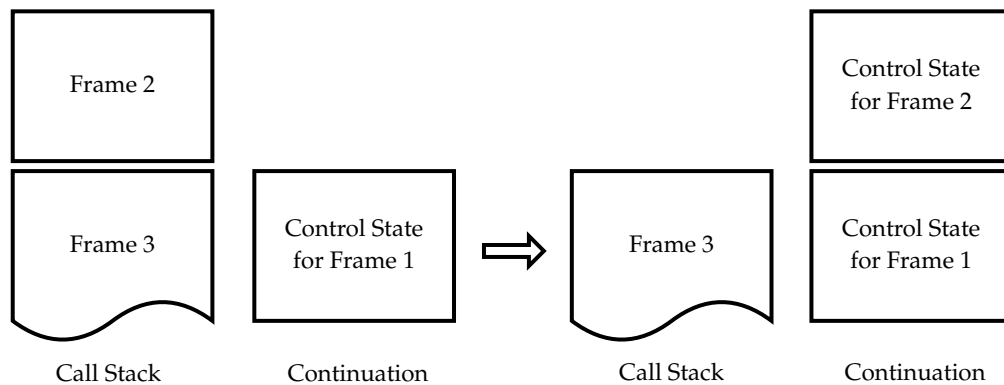 Frame 2
Control State
for Frame 2
Frame 3
Control State
for Frame 1
Frame 3
Control State
for Frame 1
Call Stack
Continuation
Call Stack
Continuation